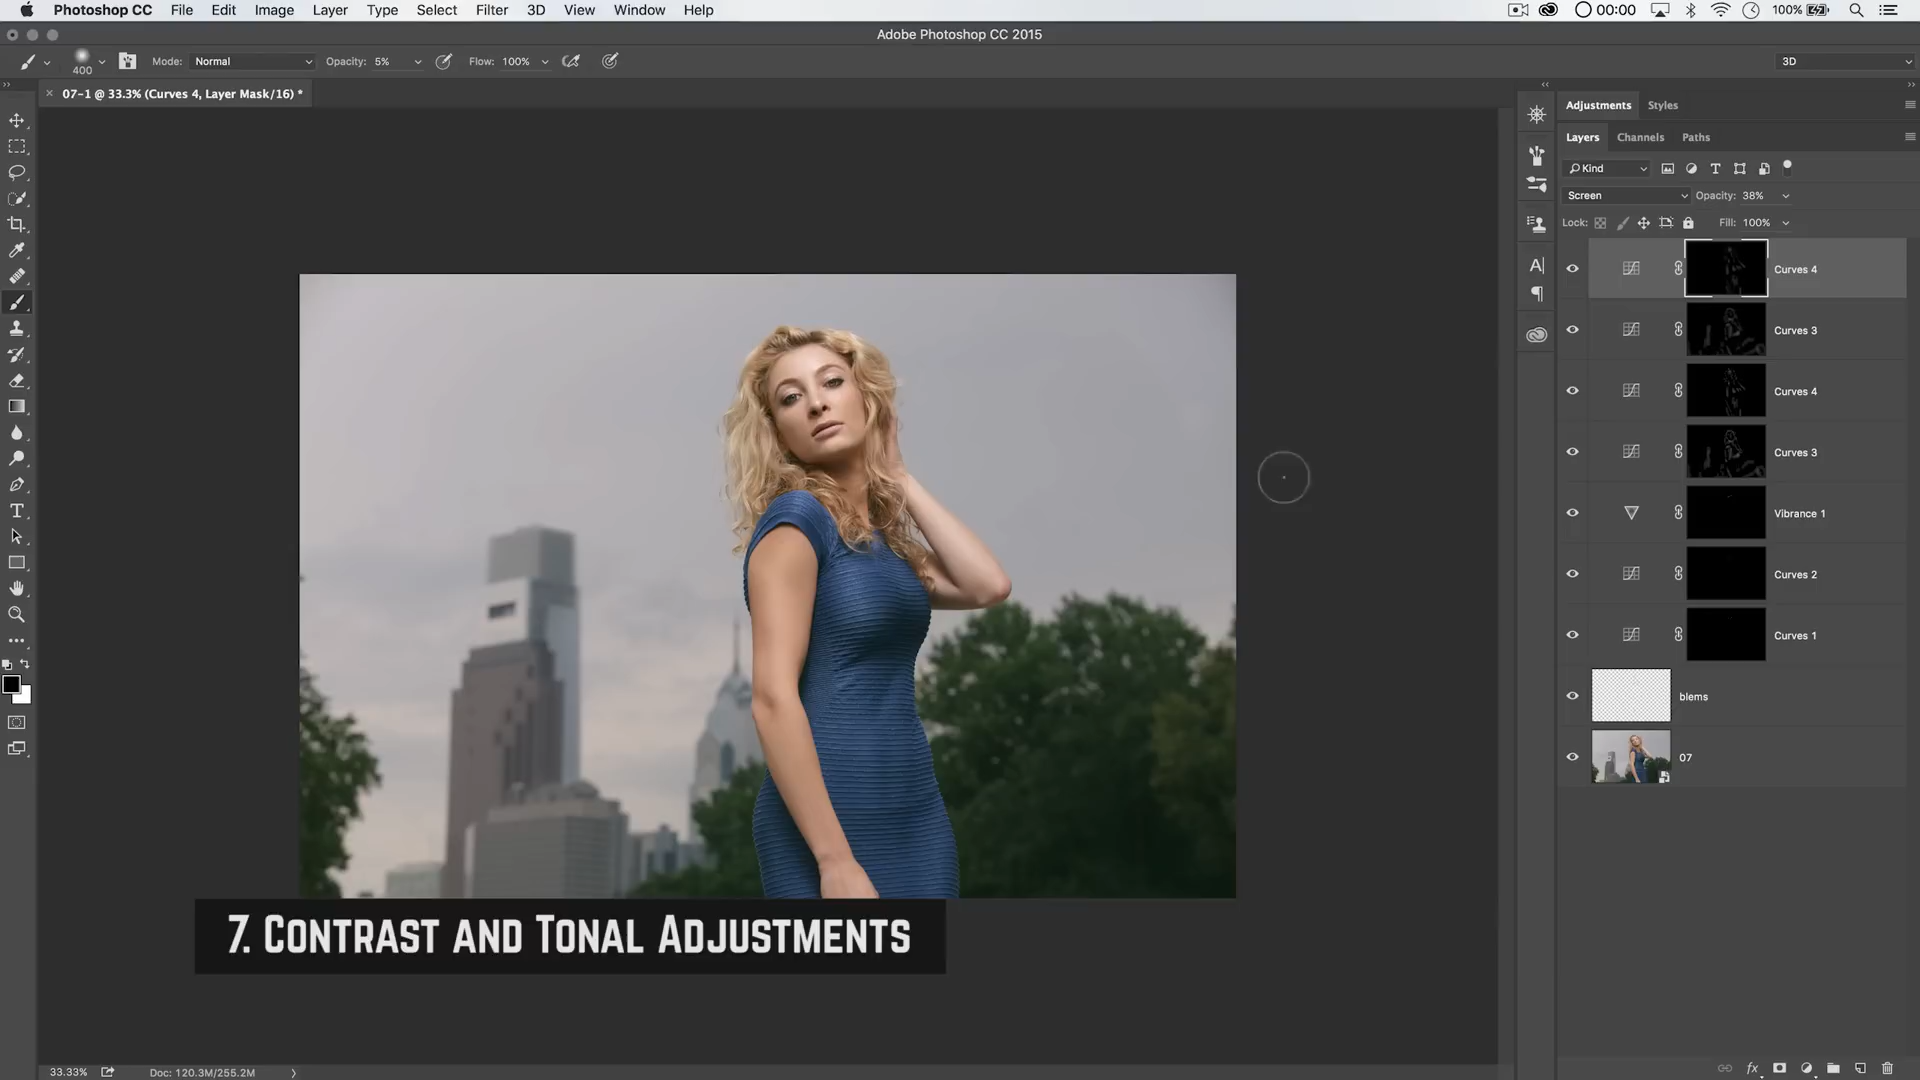 Photoshop CC File Edit Image Layer Type Select Filter 3D View Window Help 00:00 100%
Adobe Photoshop CC 2015
400 Mode: Normal Opacity: 5% Flow: 100% 3D
07-1 @ 33.3% (Curves 4, Layer Mask/16) *
Adjustments Styles
Layers Channels Paths
Kind
Screen Opacity: 38%
Lock: Fill: 100%
Curves 4
Curves 3
Curves 4
Curves 3
Vibrance 1
Curves 2
Curves 1
blems
07
7. Contrast and Tonal Adjustments
33.33% Doc: 120.3M/255.2M